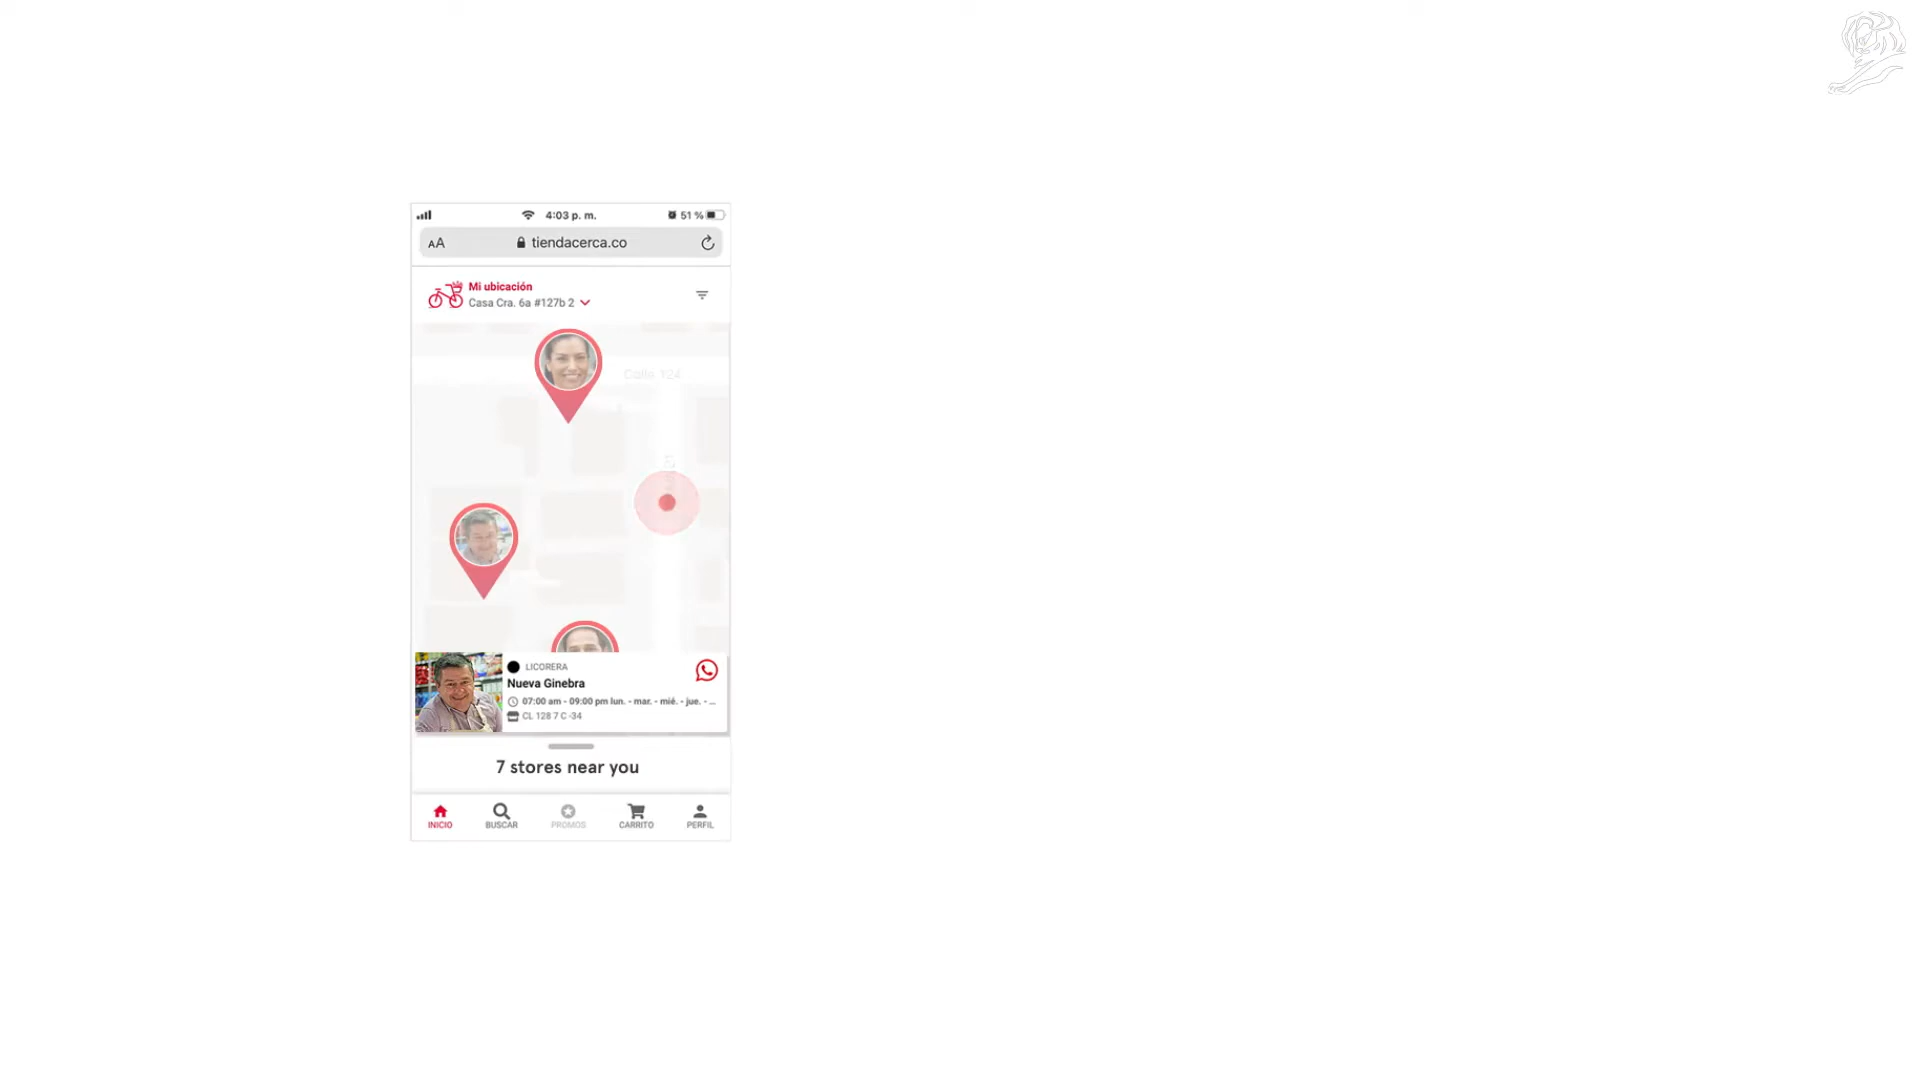 4:03 p. m.
51 %
AA
tiendacerca.co
Mi ubicación
Casa Cra. 6a #127b 2
Calle 124
LICORERA
Nueva Ginebra
07:00 am - 09:00 pm lun. - mar. - mié. - jue. - ...
CL 128 7 C -34
7 stores near you
INICIO
BUSCAR
PROMOS
CARRITO
PERFIL